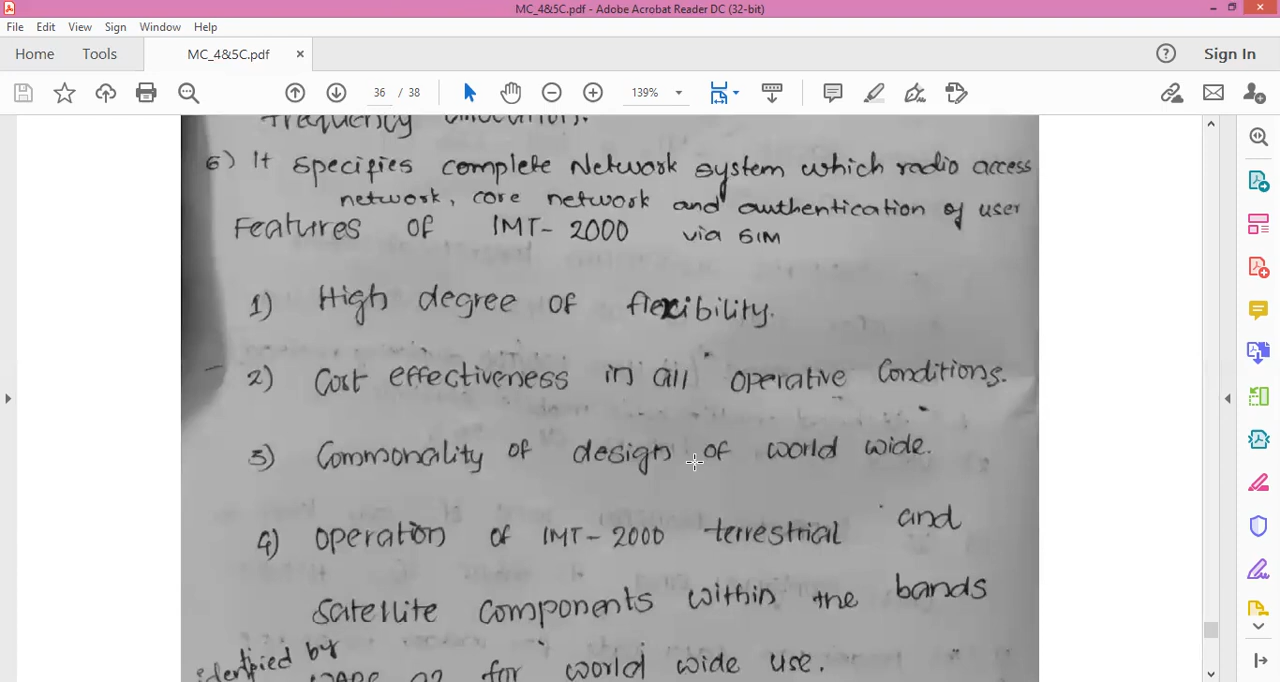 MC_4&5C.pdf - Adobe Acrobat Reader DC (32-bit)
File Edit View Sign Window Help
Home Tools MC_4&5C.pdf × Sign In
36 / 38 139%
frequency
6) It specifies complete Network system which radio access
network, core network and authentication of user
via SIM
Features of IMT-2000
1) High degree of flexibility.
2) Cost effectiveness in all operative Conditions.
3) Commonality of design of world wide.
4) Operation of IMT-2000 terrestrial and
satellite components within the bands
identified by
for world wide use.